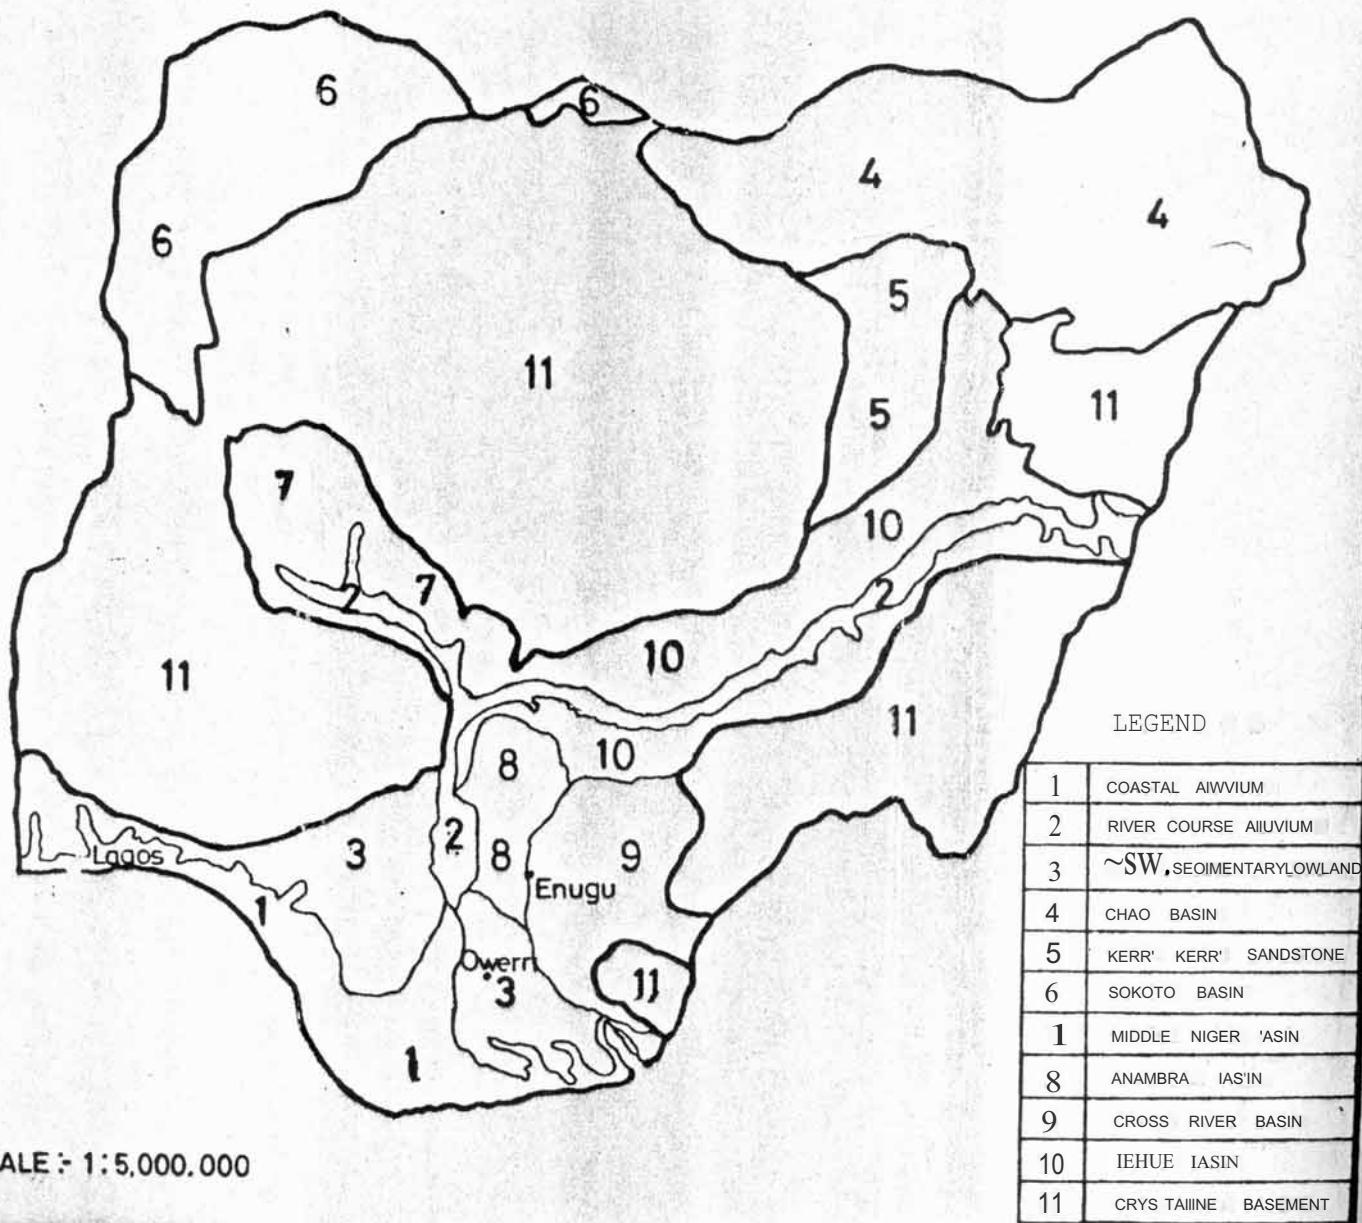 6
6
4
4
6
5
11
5
11
7
10
7
2
2
10
11
11
10
8
LEGEND
1 COASTAL AIWVIUM
2 RIVER COURSE AIIUVIUM
3 ~SW. SEOIMENTARYLOWLAND
4 CHAO BASIN
5 KERR' KERR' SANDSTONE
6 SOKOTO BASIN
1 MIDDLE NIGER 'ASIN
8 ANAMBRA IAS'IN
9 CROSS RIVER BASIN
10 IEHUE IASIN
11 CRYS TAIIINE BASEMENT
2
3
8
9
Lagos
Enugu
1
Owerri
3
11
1
ALE :- 1:5,000.000